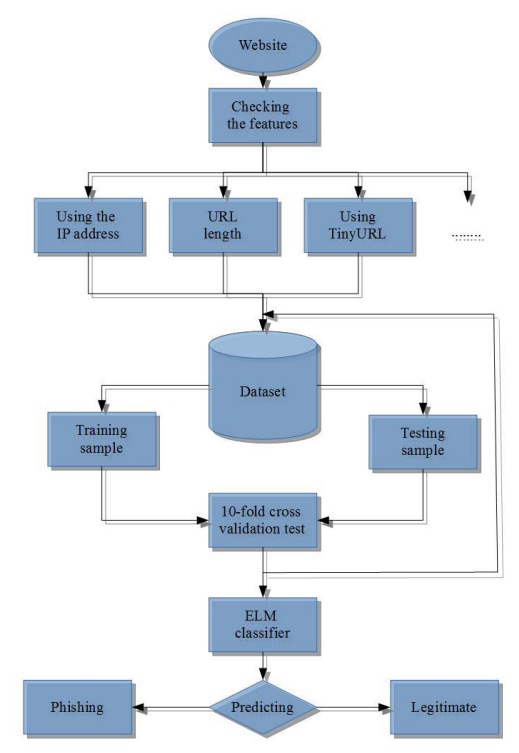 Website
Checking
the features
Using the
IP address
URL
length
Using
TinyURL
........
Dataset
Training
sample
Testing
sample
10-fold cross
validation test
ELM
classifier
Phishing
Predicting
Legitimate